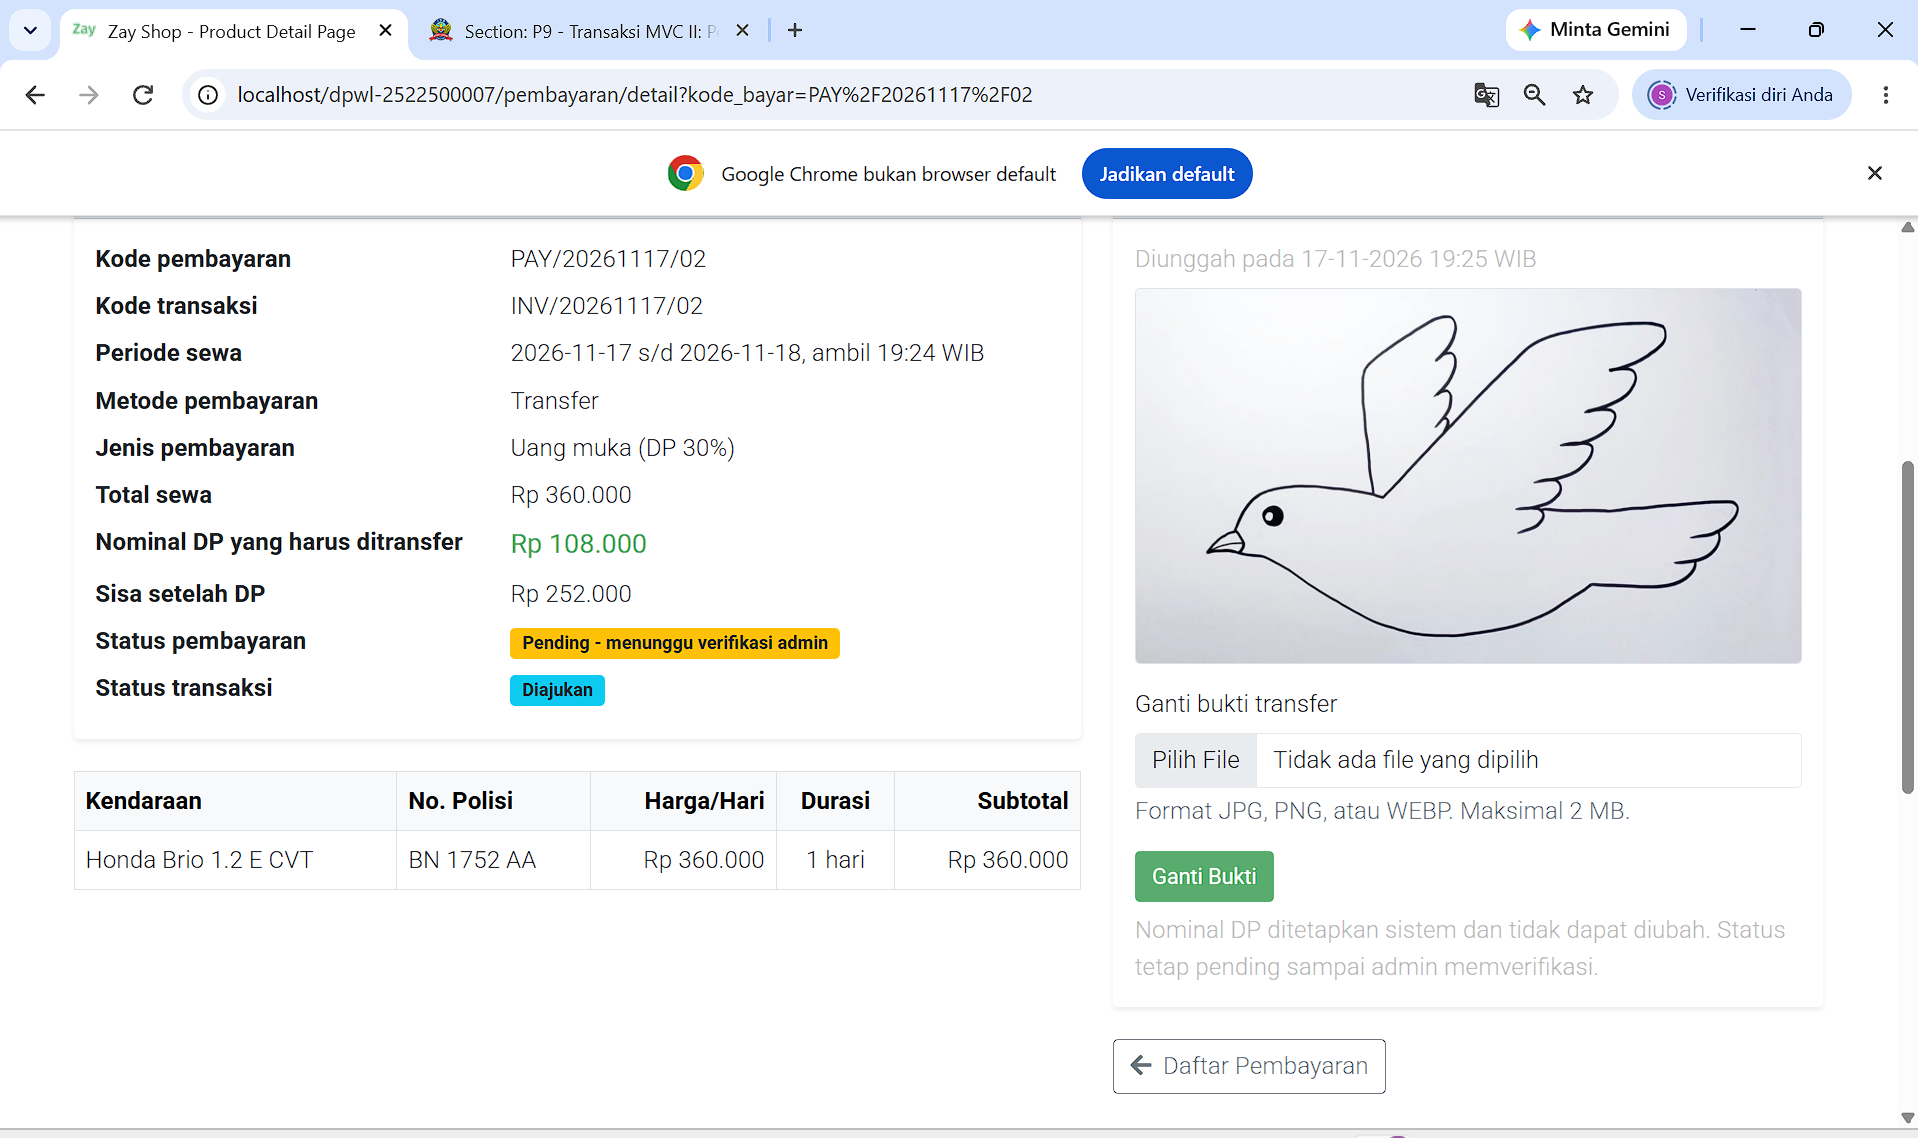 Zay Zay Shop - Product Detail Page
Section: P9 - Transaksi MVC II:
Minta Gemini
localhost/dpwl-2522500007/pembayaran/detail?kode_bayar=PAY%2F20261117%2F02
S Verifikasi diri Anda
Google Chrome bukan browser default Jadikan default
Kode pembayaran PAY/20261117/02
Kode transaksi INV/20261117/02
Periode sewa 2026-11-17 s/d 2026-11-18, ambil 19:24 WIB
Metode pembayaran Transfer
Jenis pembayaran Uang muka (DP 30%)
Total sewa Rp 360.000
Nominal DP yang harus ditransfer Rp 108.000
Sisa setelah DP Rp 252.000
Status pembayaran Pending - menunggu verifikasi admin
Status transaksi Diajukan
Kendaraan No. Polisi Harga/Hari Durasi Subtotal
Honda Brio 1.2 E CVT BN 1752 AA Rp 360.000 1 hari Rp 360.000
Diunggah pada 17-11-2026 19:25 WIB
Ganti bukti transfer
Pilih File Tidak ada file yang dipilih
Format JPG, PNG, atau WEBP. Maksimal 2 MB.
Ganti Bukti
Nominal DP ditetapkan sistem dan tidak dapat diubah. Status
tetap pending sampai admin memverifikasi.
Daftar Pembayaran